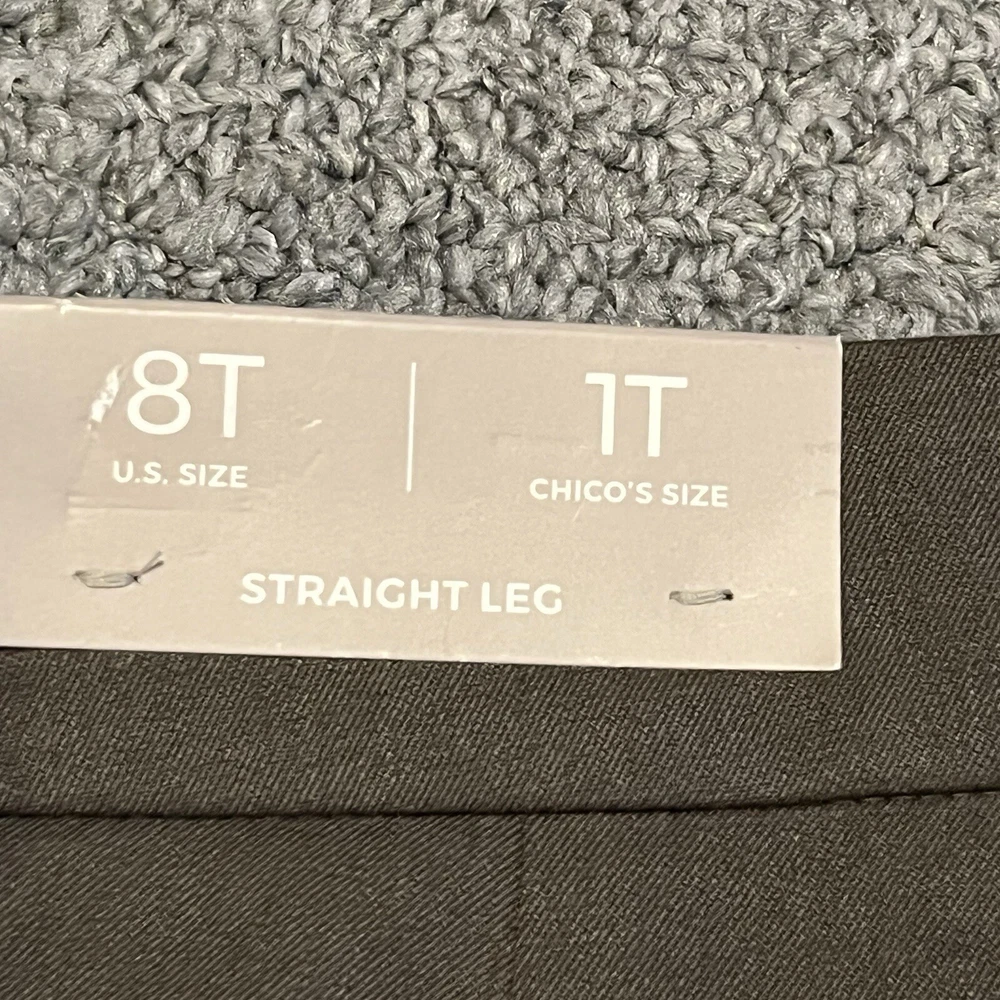 8T | 1T
U.S. SIZE CHICO'S SIZE
STRAIGHT LEG